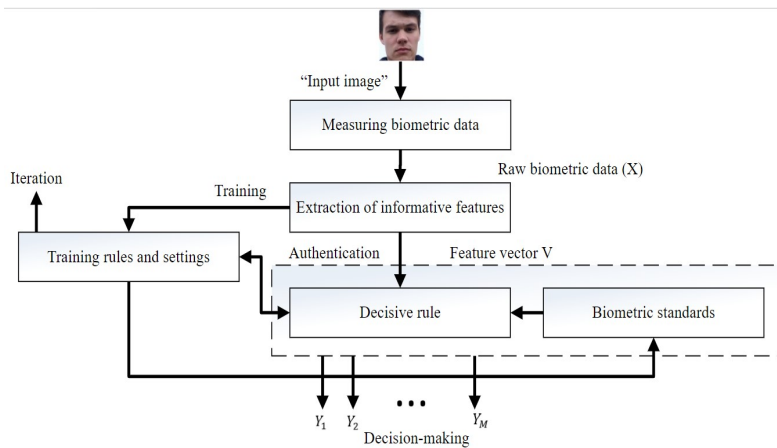 “Input image”
Measuring biometric data
Raw biometric data (X)
Iteration
Training
Extraction of informative features
Training rules and settings
Authentication
Feature vector V
Decisive rule
Biometric standards
Y₁ Y₂ ... Yᴍ
Decision-making